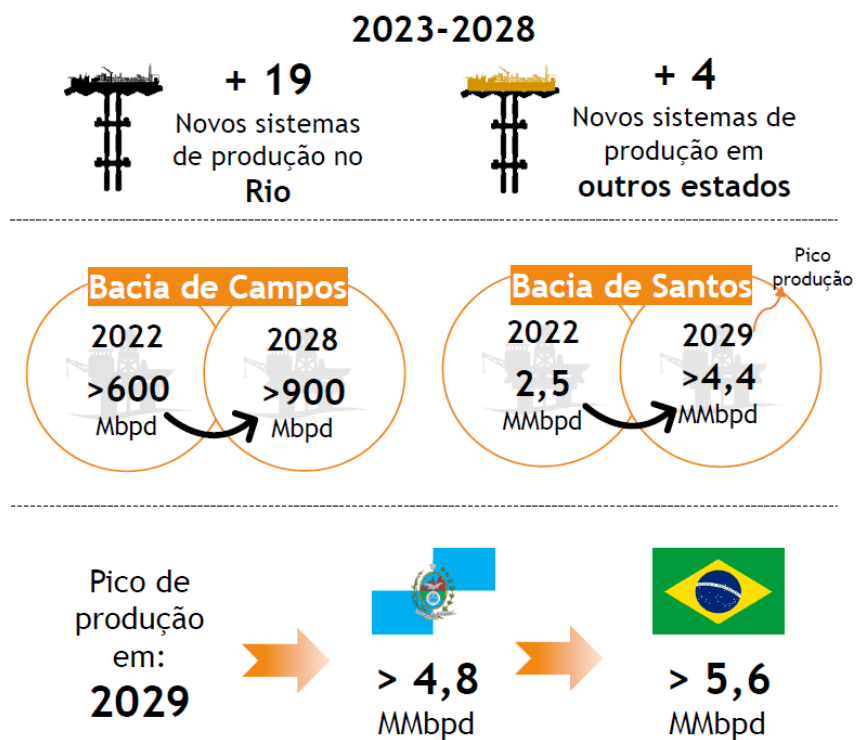 2023-2028
+ 19
Novos sistemas
de produção no
Rio
+ 4
Novos sistemas de
produção em
outros estados
Bacia de Campos
2022
>600
Mbpd
2028
>900
Mbpd
Bacia de Santos
Pico
produção
2022
2,5
MMbpd
2029
>4,4
MMbpd
Pico de
produção
em:
2029
> 4,8
MMbpd
> 5,6
MMbpd